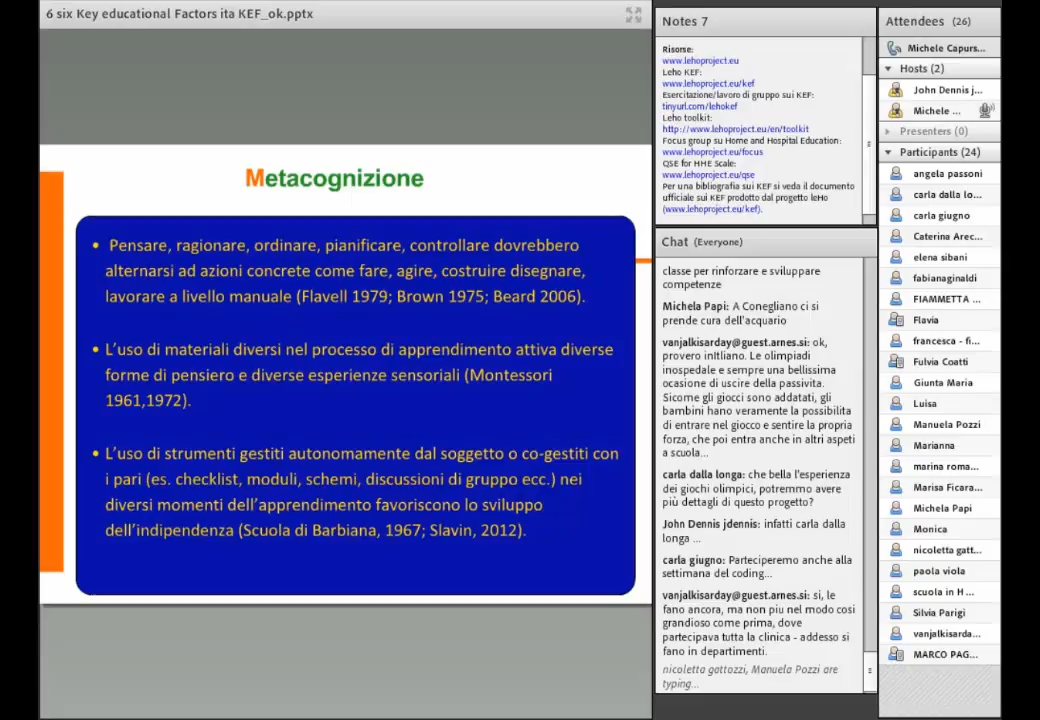 6 six Key educational Factors ita KEF_ok.pptx
Metacognizione
• Pensare, ragionare, ordinare, pianificare, controllare dovrebbero
alternarsi ad azioni concrete come fare, agire, costruire disegnare,
lavorare a livello manuale (Flavell 1979; Brown 1975; Beard 2006).
• L'uso di materiali diversi nel processo di apprendimento attiva diverse
forme di pensiero e diverse esperienze sensoriali (Montessori
1961,1972).
• L'uso di strumenti gestiti autonomamente dal soggetto o co-gestiti con
i pari (es. checklist, moduli, schemi, discussioni di gruppo ecc.) nei
diversi momenti dell'apprendimento favoriscono lo sviluppo
dell'indipendenza (Scuola di Barbiana, 1967; Slavin, 2012).
Notes 7
Risorse:
www.lehoproject.eu
Leho KEF:
www.lehoproject.eu/kef
Esercitazione/lavoro di gruppo sui KEF:
tinyurl.com/lehokef
Leho toolkit:
http://www.lehoproject.eu/en/toolkit
Focus group su Home and Hospital Education:
www.lehoproject.eu/focus
QSE for HHE Scale:
www.lehoproject.eu/qse
Per una bibliografia sui KEF si veda il documento
ufficiale sui KEF prodotto dal progetto leHo
(www.lehoproject.eu/kef).
Chat (Everyone)
classe per rinforzare e sviluppare
competenze
Michela Papi: A Conegliano ci si
prende cura dell'acquario
vanjalkisarday@guest.arnes.si: ok,
provero inItliano. Le olimpiadi
inospedale e sempre una bellissima
ocasione di uscire della passivita.
Sicome gli giocci sono addatati, gli
bambini hano veramente la possibilita
di entrare nel giocco e sentire la propria
forza, che poi entra anche in altri aspeti
a scuola...
carla dalla longa: che bella l'esperienza
dei giochi olimpici, potremmo avere
più dettagli di questo progetto?
John Dennis jdennis: infatti carla dalla
longa ...
carla giugno: Parteciperemo anche alla
settimana del coding...
vanjalkisarday@guest.arnes.si: si, le
fano ancora, ma non piu nel modo cosi
grandioso come prima, dove
partecipava tutta la clinica - addesso si
fano in departimenti.
nicoletta gattozzi, Manuela Pozzi are
typing...
Attendees (26)
Michele Capurs...
Hosts (2)
John Dennis j...
Michele ...
Presenters (0)
Participants (24)
angela passoni
carla dalla lo...
carla giugno
Caterina Arec...
elena sibani
fabianaginaldi
FIAMMETTA ...
Flavia
francesca - fi...
Fulvia Coatti
Giunta Maria
Luisa
Manuela Pozzi
Marianna
marina roma...
Marisa Ficara...
Michela Papi
Monica
nicoletta gatt...
paola viola
scuola in H ...
Silvia Parigi
vanjalkisarda...
MARCO PAG...